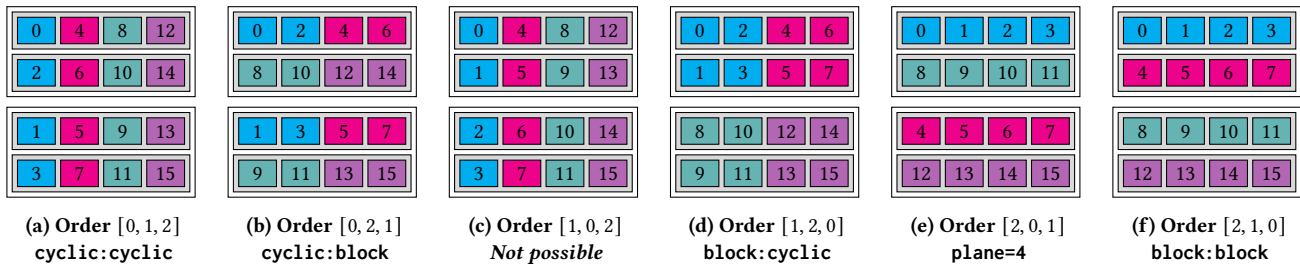 0 4 8 12
2 6 10 14
1 5 9 13
3 7 11 15
(a) Order [0, 1, 2]
cyclic:cyclic
0 2 4 6
8 10 12 14
1 3 5 7
9 11 13 15
(b) Order [0, 2, 1]
cyclic:block
0 4 8 12
1 5 9 13
2 6 10 14
3 7 11 15
(c) Order [1, 0, 2]
Not possible
0 2 4 6
1 3 5 7
8 10 12 14
9 11 13 15
(d) Order [1, 2, 0]
block:cyclic
0 1 2 3
8 9 10 11
4 5 6 7
12 13 14 15
(e) Order [2, 0, 1]
plane=4
0 1 2 3
4 5 6 7
8 9 10 11
12 13 14 15
(f) Order [2, 1, 0]
block:block